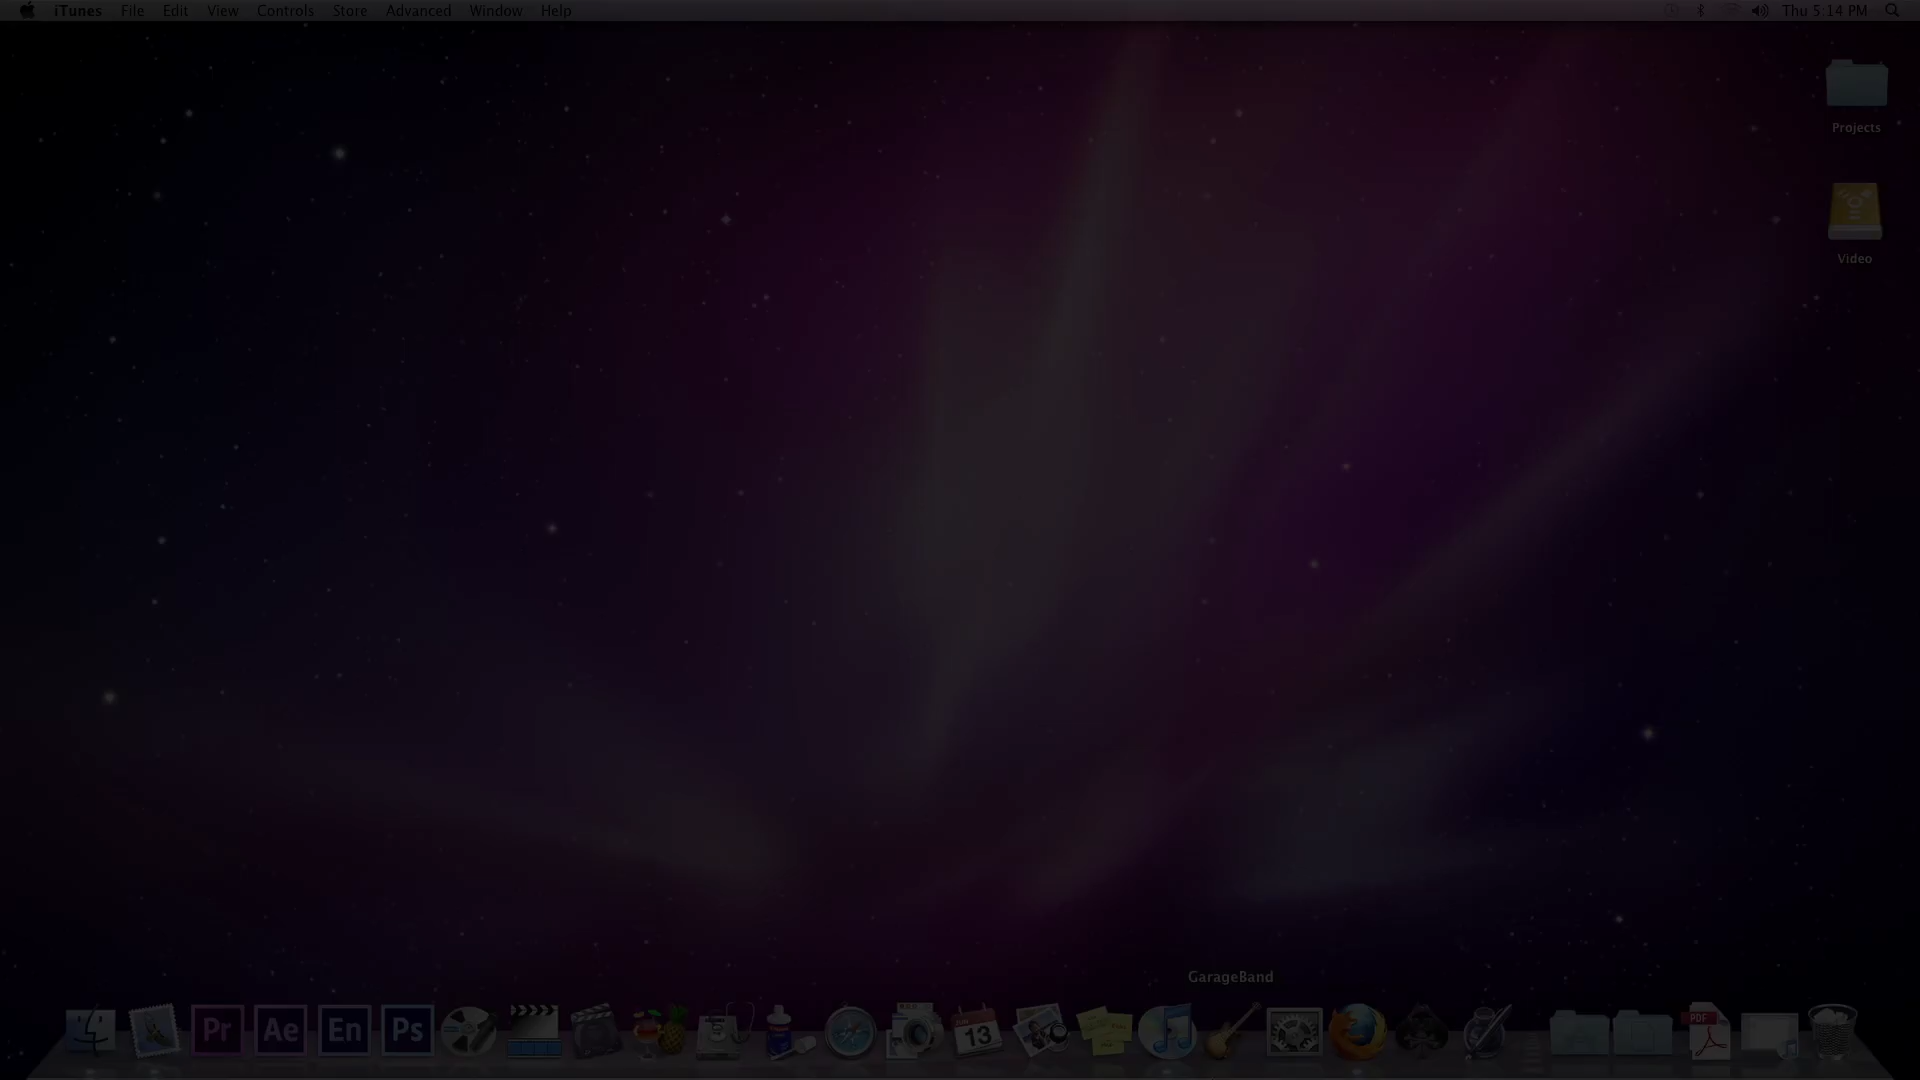 iTunes File Edit View Controls Store Advanced Window Help Thu 5:14 PM
Projects
Video
GarageBand
Pr Ae En Ps JUN 13 PDF